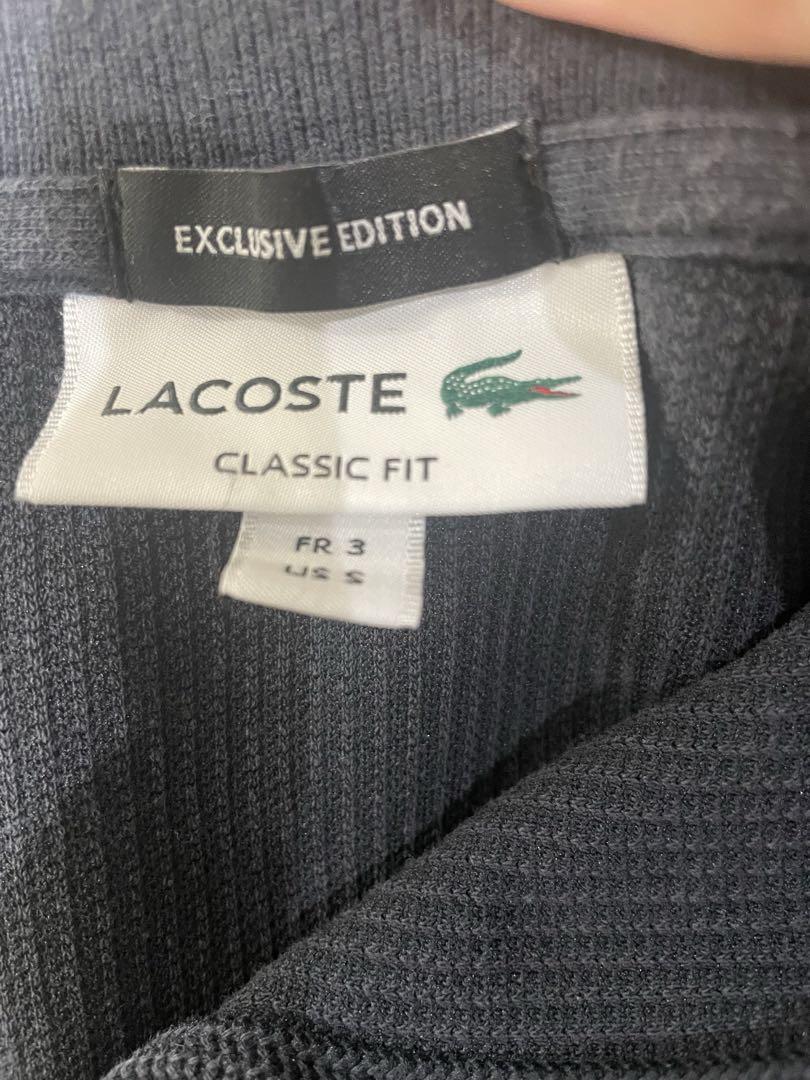 EXCLUSIVE EDITION
LACOSTE
CLASSIC FIT
FR 3
US S